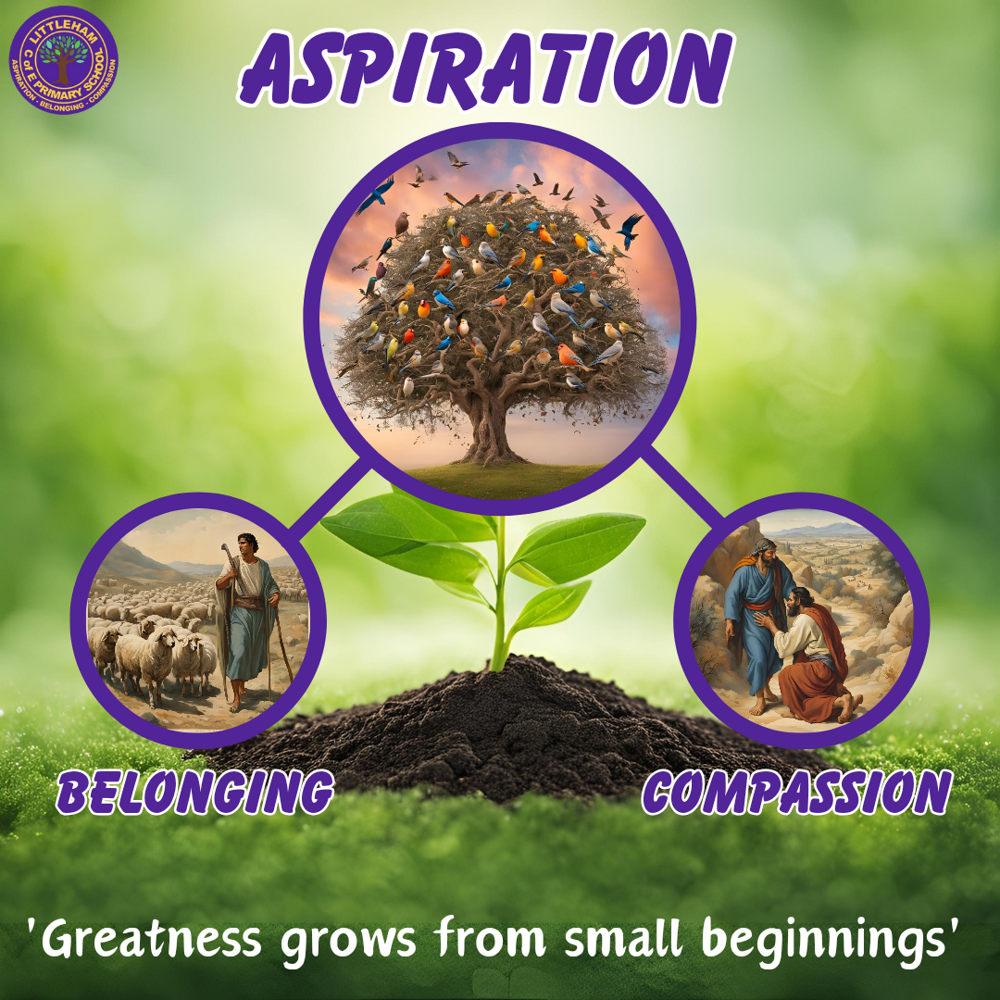 LITTLEHAM
C of E PRIMARY SCHOOL
ASPIRATION - BELONGING - COMPASSION
ASPIRATION
BELONGING
COMPASSION
'Greatness grows from small beginnings'